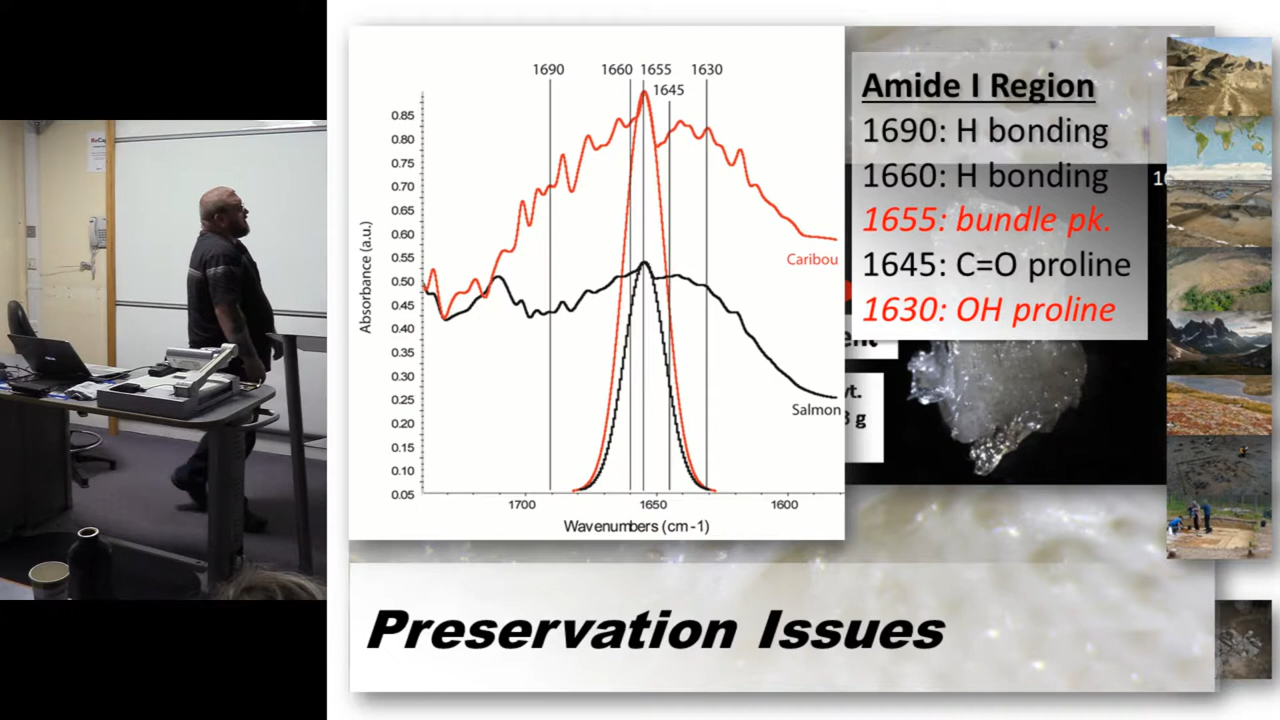 1690
1660
1655
1630
1645
0.85
0.80
0.75
0.70
0.65
0.60
0.55
0.50
0.45
0.40
0.35
0.30
0.25
0.20
0.15
0.10
0.05
Absorbance (a.u.)
Caribou
Salmon
1700
1650
1600
Wavenumbers (cm-1)
Amide I Region
1690: H bonding
1660: H bonding
1655: bundle pk.
1645: C=O proline
1630: OH proline
Preservation Issues